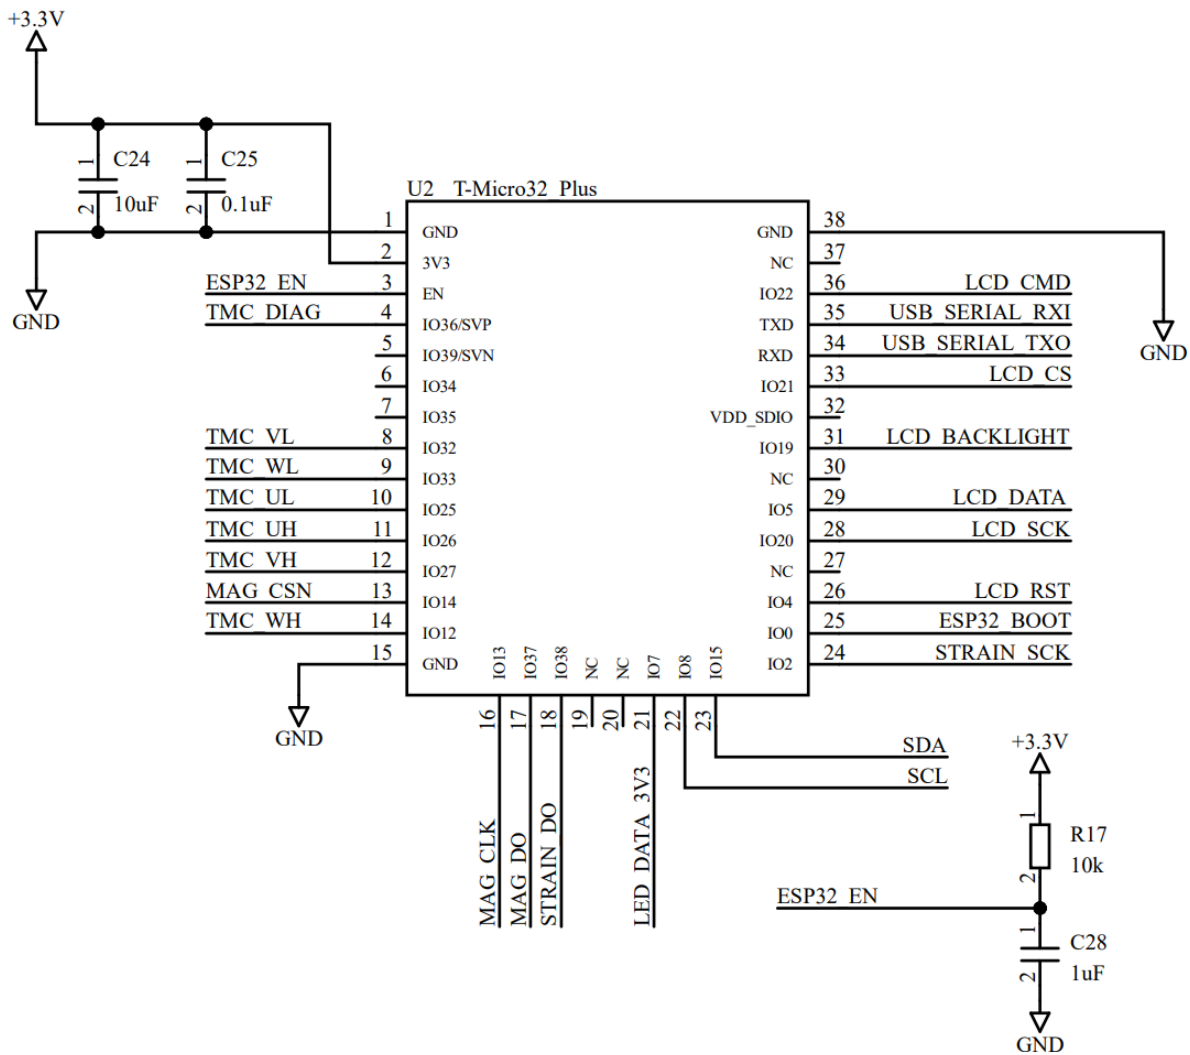 +3.3V
1 C24
2 10uF
1 C25
2 0.1uF
GND
U2 T-Micro32_Plus
1 GND
2 3V3
ESP32_EN 3 EN
TMC_DIAG 4 IO36/SVP
5 IO39/SVN
6 IO34
7 IO35
TMC_VL 8 IO32
TMC_WL 9 IO33
TMC_UL 10 IO25
TMC_UH 11 IO26
TMC_VH 12 IO27
MAG_CSN 13 IO14
TMC_WH 14 IO12
15 GND
GND
GND 38
NC 37
IO22 36 LCD_CMD
TXD 35 USB_SERIAL_RXI
RXD 34 USB_SERIAL_TXO
IO21 33 LCD_CS
VDD_SDIO 32
IO19 31 LCD_BACKLIGHT
NC 30
IO5 29 LCD_DATA
IO20 28 LCD_SCK
NC 27
IO4 26 LCD_RST
IO0 25 ESP32_BOOT
IO2 24 STRAIN_SCK
GND
IO13 16 MAG_CLK
IO37 17 MAG_DO
IO38 18 STRAIN_DO
NC 19
NC 20
IO7 21 LED_DATA_3V3
IO8 22 SCL
IO15 23 SDA
+3.3V
1 R17
2 10k
ESP32_EN
1 C28
2 1uF
GND